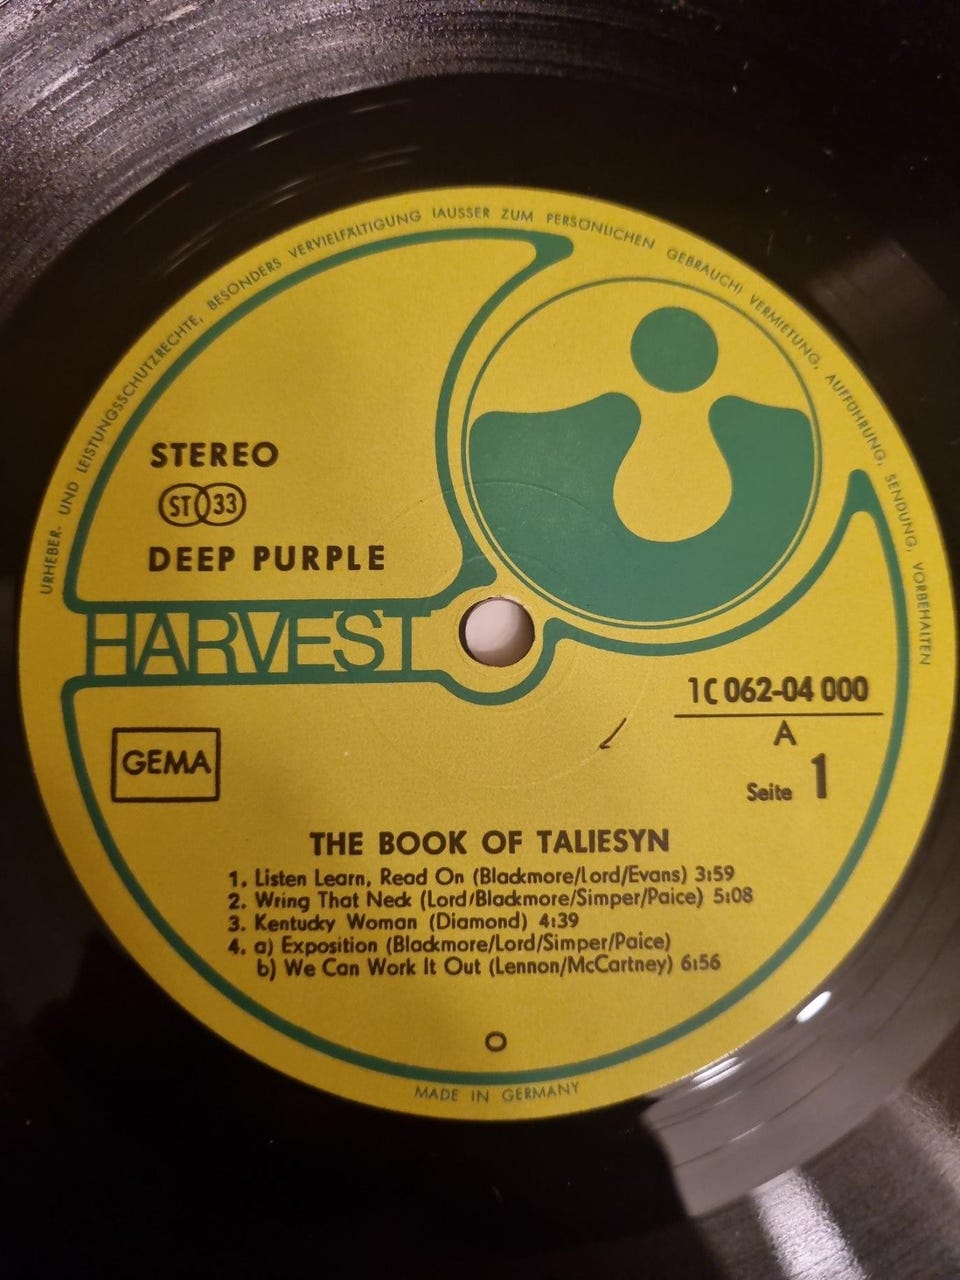 URHEBER- UND LEISTUNGSSCHUTZRECHTE, BESONDERS VERVIELFÄLTIGUNG (AUSSER ZUM PERSÖNLICHEN GEBRAUCH) VERMIETUNG, AUFFÜHRUNG, SENDUNG, VORBEHALTEN
STEREO
ST 33
DEEP PURPLE
HARVEST
1C 062-04 000
A
Seite 1
GEMA
THE BOOK OF TALIESYN
1. Listen Learn, Read On (Blackmore/Lord/Evans) 3:59
2. Wring That Neck (Lord/Blackmore/Simper/Paice) 5:08
3. Kentucky Woman (Diamond) 4:39
4. a) Exposition (Blackmore/Lord/Simper/Paice)
b) We Can Work It Out (Lennon/McCartney) 6:56
O
MADE IN GERMANY